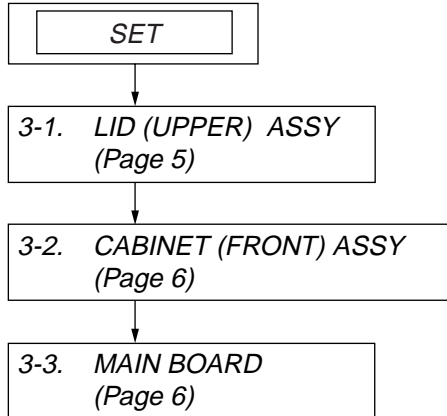 SET
3-1. LID (UPPER) ASSY
(Page 5)
3-2. CABINET (FRONT) ASSY
(Page 6)
3-3. MAIN BOARD
(Page 6)